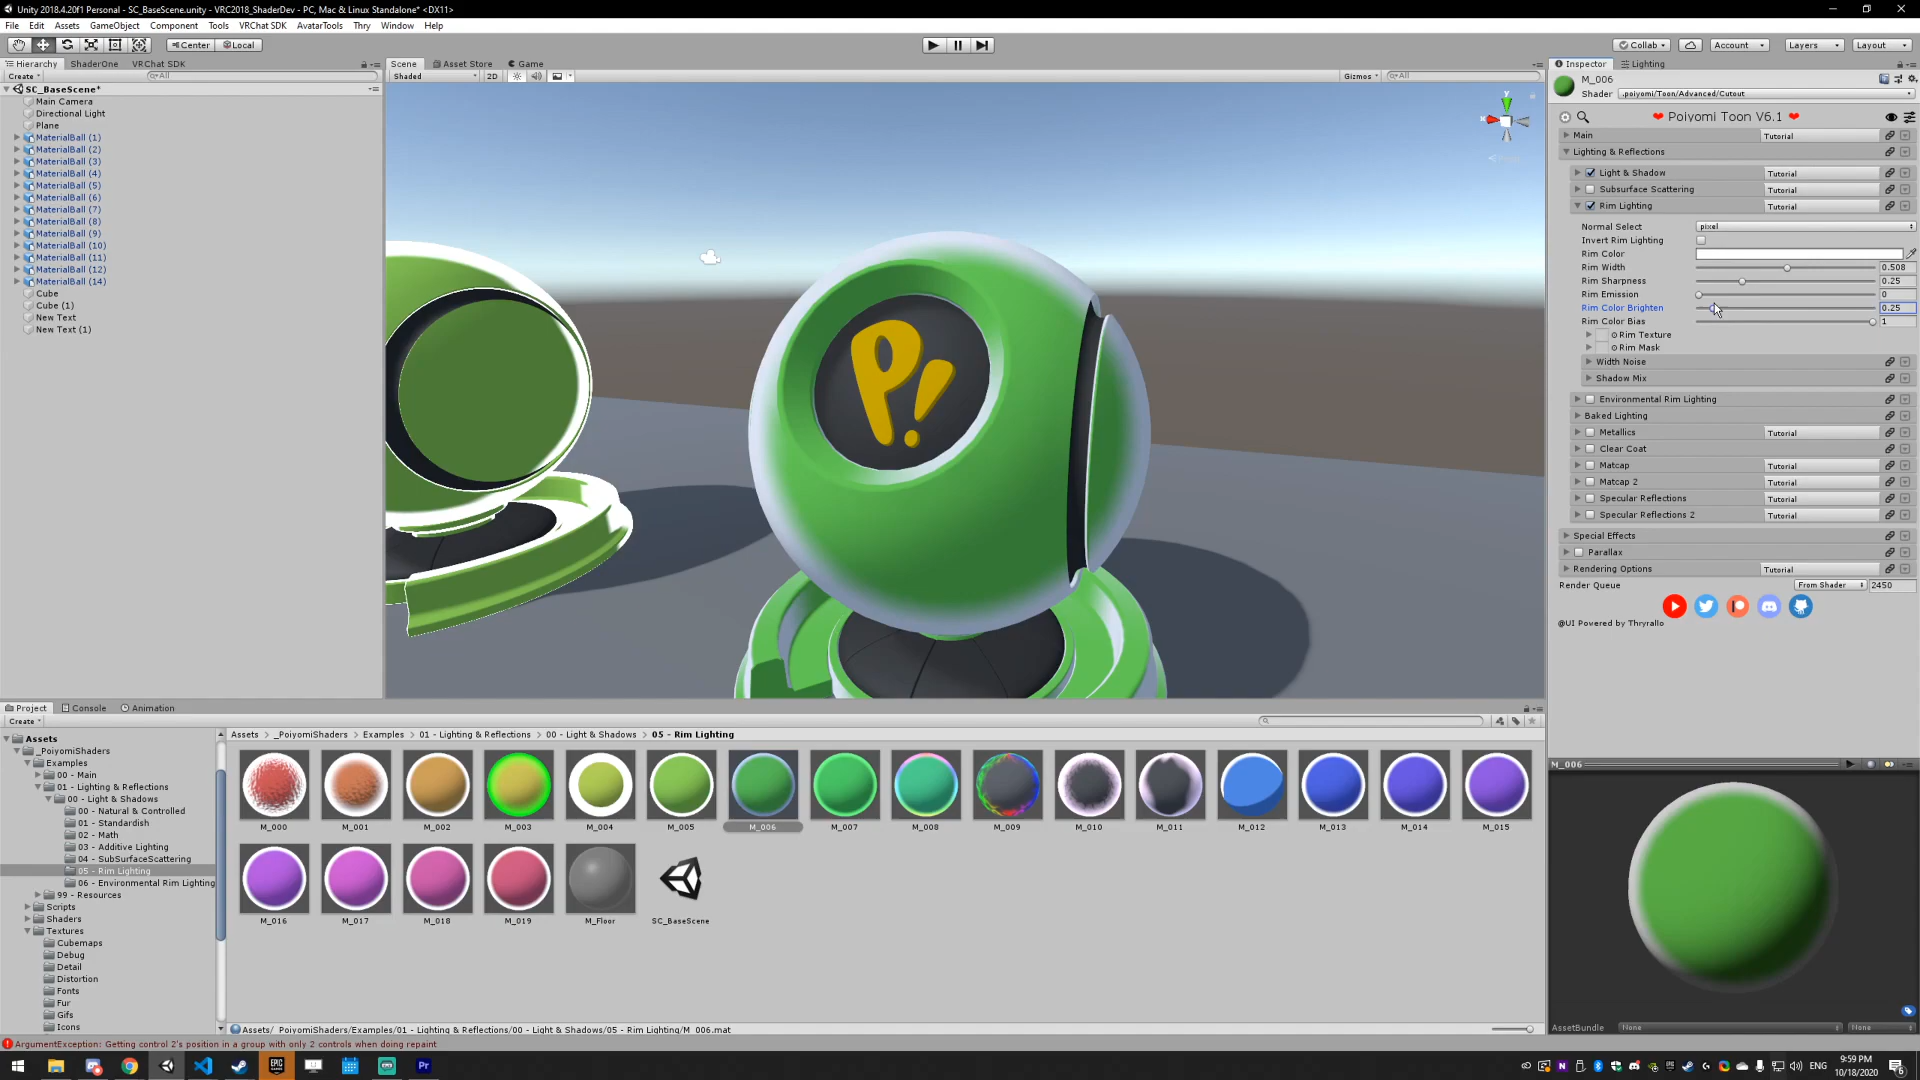 Unity 2018.4.20f1 Personal - SC_BaseScene.unity - VRC2018_ShaderDev - PC, Mac & Linux Standalone* <DX11>
File Edit Assets GameObject Component Tools VRChat SDK AvatarTools Thry Window Help
Center Local Collab Account Layers Layout
Hierarchy ShaderOne VRChat SDK
Create All
SC_BaseScene*
Main Camera
Directional Light
Plane
MaterialBall (1)
MaterialBall (2)
MaterialBall (3)
MaterialBall (4)
MaterialBall (5)
MaterialBall (6)
MaterialBall (7)
MaterialBall (8)
MaterialBall (9)
MaterialBall (10)
MaterialBall (11)
MaterialBall (12)
MaterialBall (14)
Cube
Cube (1)
New Text
New Text (1)
Scene Asset Store Game
Shaded 2D Gizmos All
y
P!
Inspector Lighting
M_006
Shader .poiyomi/Toon/Advanced/Cutout
Poiyomi Toon V6.1
Main Tutorial
Lighting & Reflections
Light & Shadow Tutorial
Subsurface Scattering Tutorial
Rim Lighting Tutorial
Normal Select pixel
Invert Rim Lighting
Rim Color
Rim Width 0.508
Rim Sharpness 0.25
Rim Emission 0
Rim Color Brighten 0.25
Rim Color Bias 1
Rim Texture
Rim Mask
Width Noise
Shadow Mix
Environmental Rim Lighting
Baked Lighting
Metallics Tutorial
Clear Coat
Matcap Tutorial
Matcap 2 Tutorial
Specular Reflections Tutorial
Specular Reflections 2 Tutorial
Special Effects
Parallax
Rendering Options Tutorial
Render Queue From Shader 2450
@UI Powered by Thryrallo
M_006
AssetBundle None None
Project Console Animation
Create
Assets
_PoiyomiShaders
Examples
00 - Main
01 - Lighting & Reflections
00 - Light & Shadows
00 - Natural & Controlled
01 - Standardish
02 - Math
03 - Additive Lighting
04 - SubSurfaceScattering
05 - Rim Lighting
06 - Environmental Rim Lighting
99 - Resources
Scripts
Shaders
Textures
Cubemaps
Debug
Detail
Distortion
Fonts
Fur
Gifs
Icons
Assets _PoiyomiShaders Examples 01 - Lighting & Reflections 00 - Light & Shadows 05 - Rim Lighting
M_000 M_001 M_002 M_003 M_004 M_005 M_006 M_007 M_008 M_009 M_010 M_011 M_012 M_013 M_014 M_015
M_016 M_017 M_018 M_019 M_Floor SC_BaseScene
Assets/_PoiyomiShaders/Examples/01 - Lighting & Reflections/00 - Light & Shadows/05 - Rim Lighting/M_006.mat
ArgumentException: Getting control 2's position in a group with only 2 controls when doing repaint
EPIC GAMES Pr N ENG 9:59 PM
10/18/2020